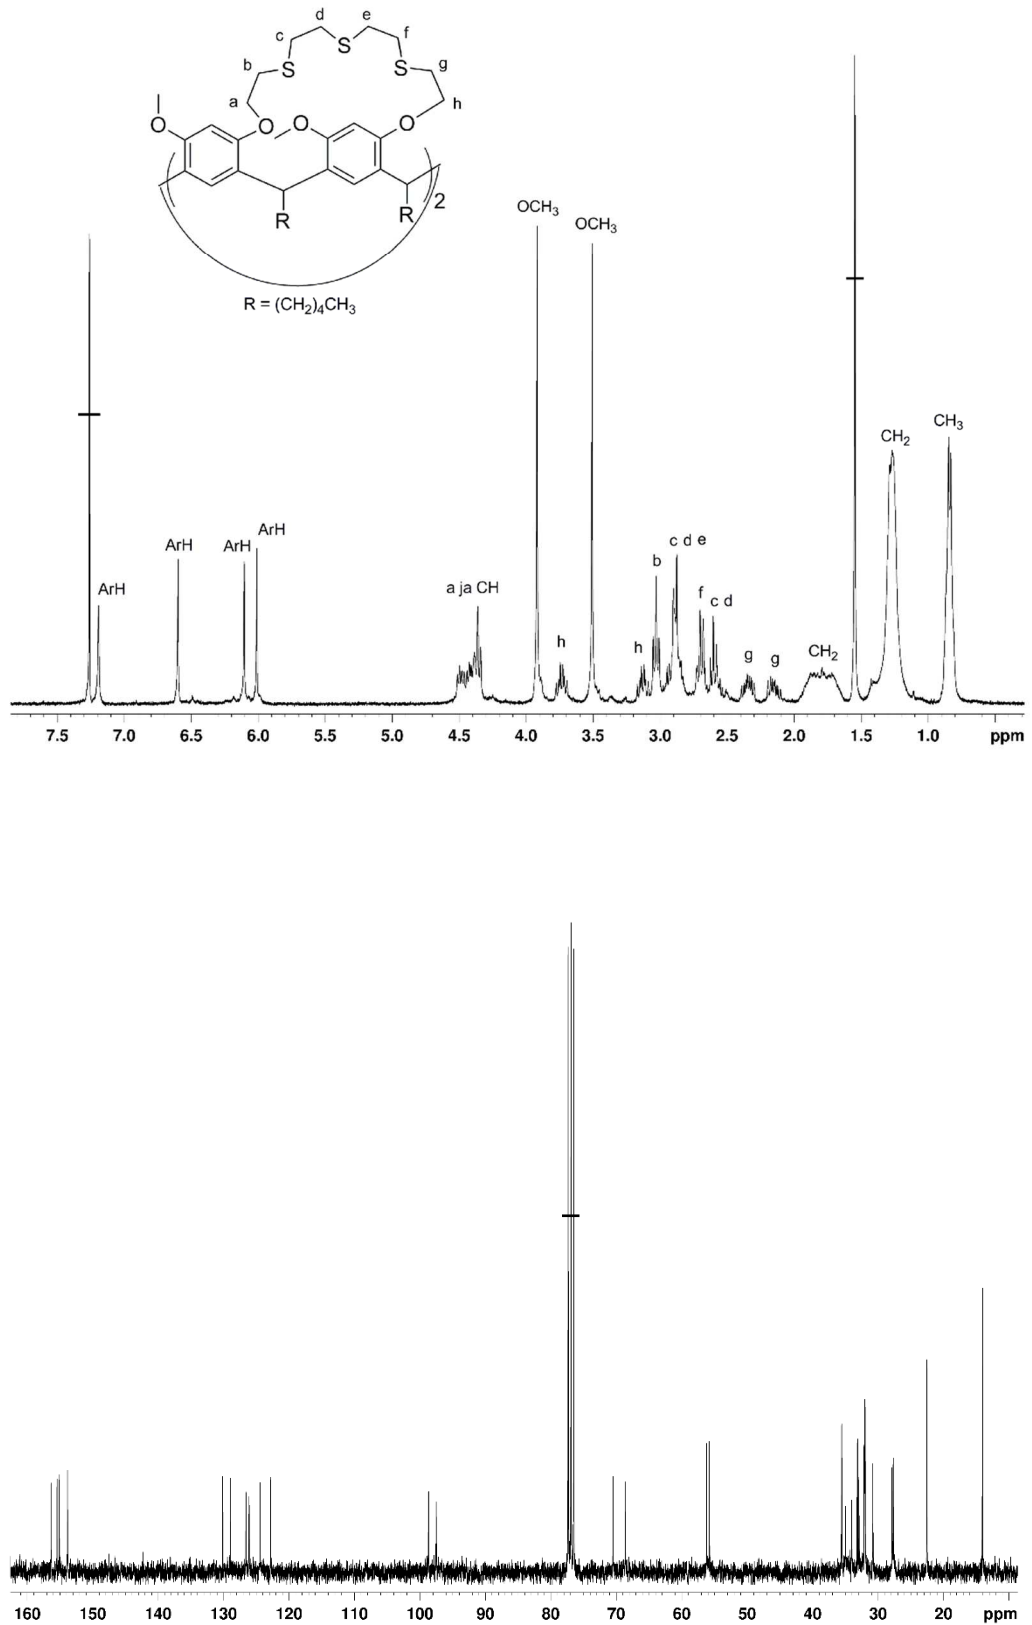 d e
c f
S
b S S g
a h
O O O O
2
R R
R = (CH2)4CH3
OCH3
OCH3
CH3
CH2
ArH
ArH ArH
ArH
a ja CH
c d e
b
f c d
h h
g g
CH2
7.5 7.0 6.5 6.0 5.5 5.0 4.5 4.0 3.5 3.0 2.5 2.0 1.5 1.0 ppm
160 150 140 130 120 110 100 90 80 70 60 50 40 30 20 ppm